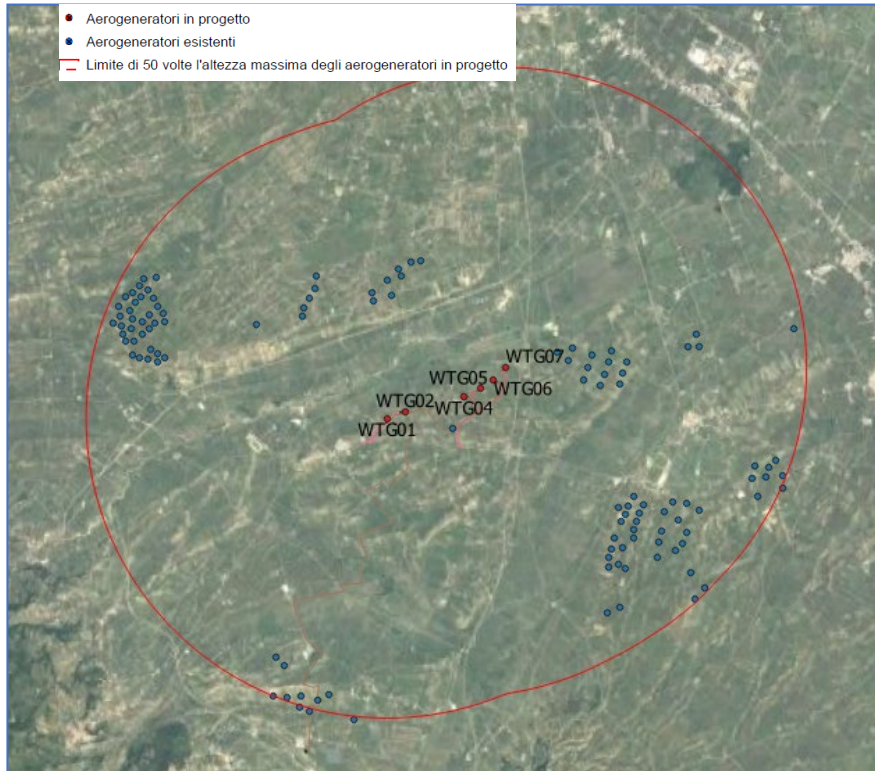 Aerogeneratori in progetto
Aerogeneratori esistenti
Limite di 50 volte l'altezza massima degli aerogeneratori in progetto
WTG07
WTG05
WTG06
WTG02
WTG04
WTG01